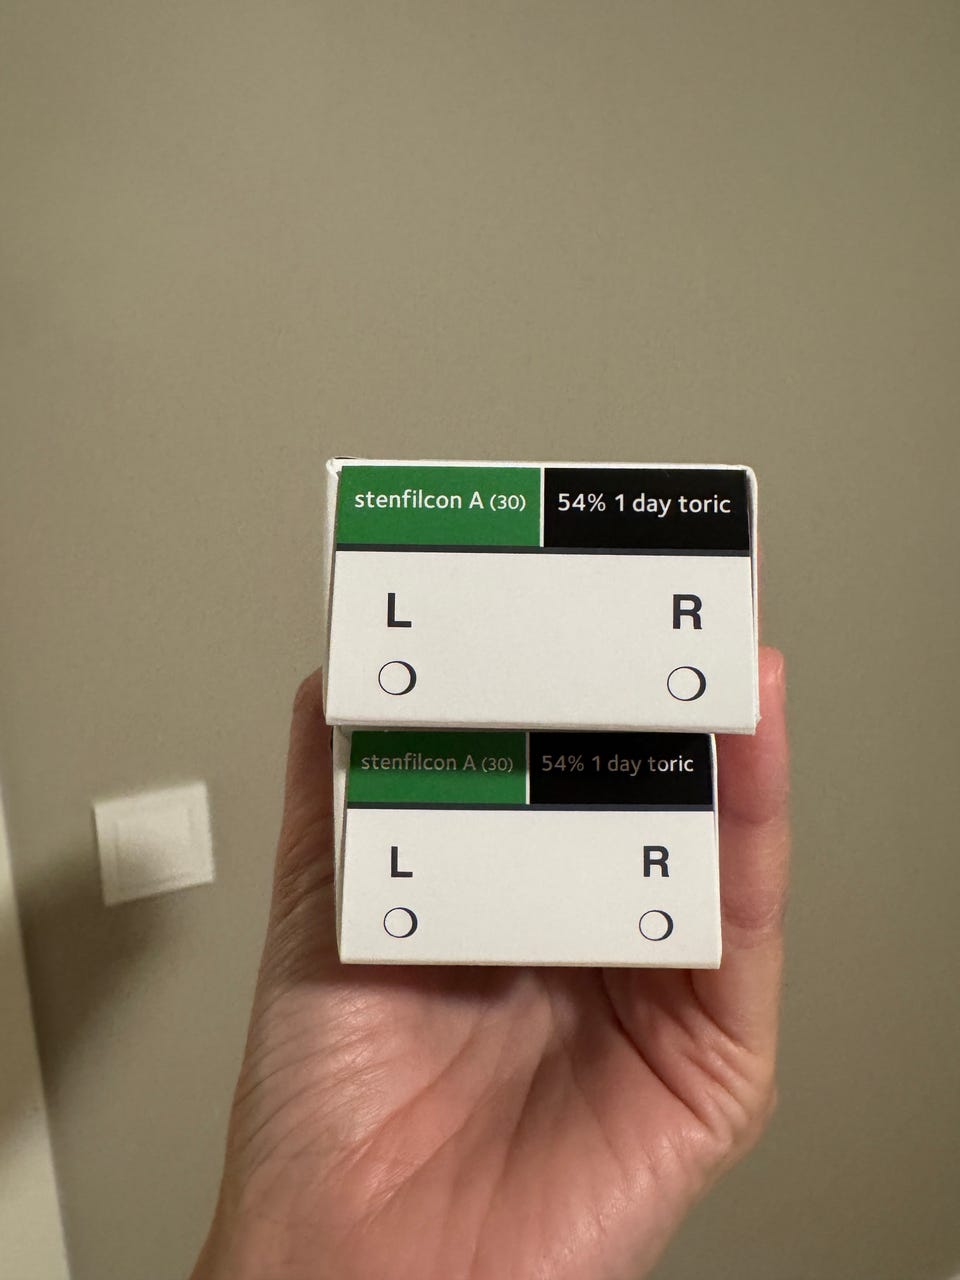 stenfilcon A (30) 54% 1 day toric
L R
stenfilcon A (30) 54% 1 day toric
L R